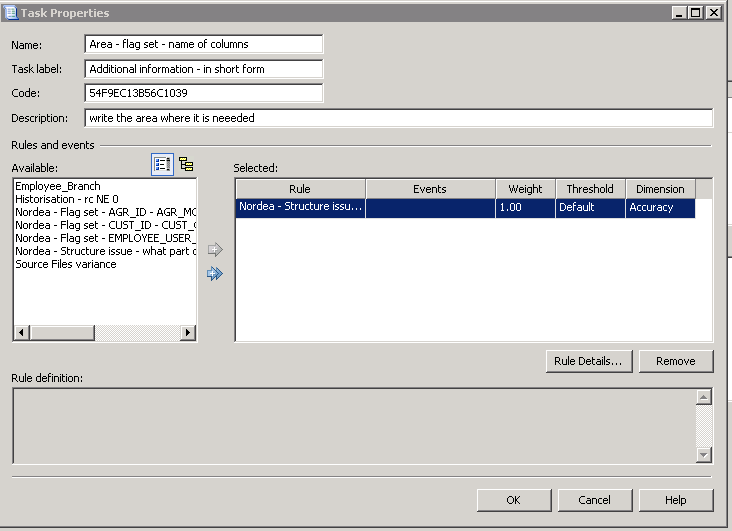 Task Properties
Name: Area - flag set - name of columns
Task label: Additional information - in short form
Code: 54F9EC13B56C1039
Description: write the area where it is neeeded
Rules and events
Available: Selected:
Employee_Branch
Historisation - rc NE 0
Nordea - Flag set - AGR_ID - AGR_MO
Nordea - Flag set - CUST_ID - CUST_
Nordea - Flag set - EMPLOYEE_USER_
Nordea - Structure issue - what part o
Source Files variance
Rule Events Weight Threshold Dimension
Nordea - Structure issu... 1.00 Default Accuracy
Rule Details... Remove
Rule definition:
OK Cancel Help